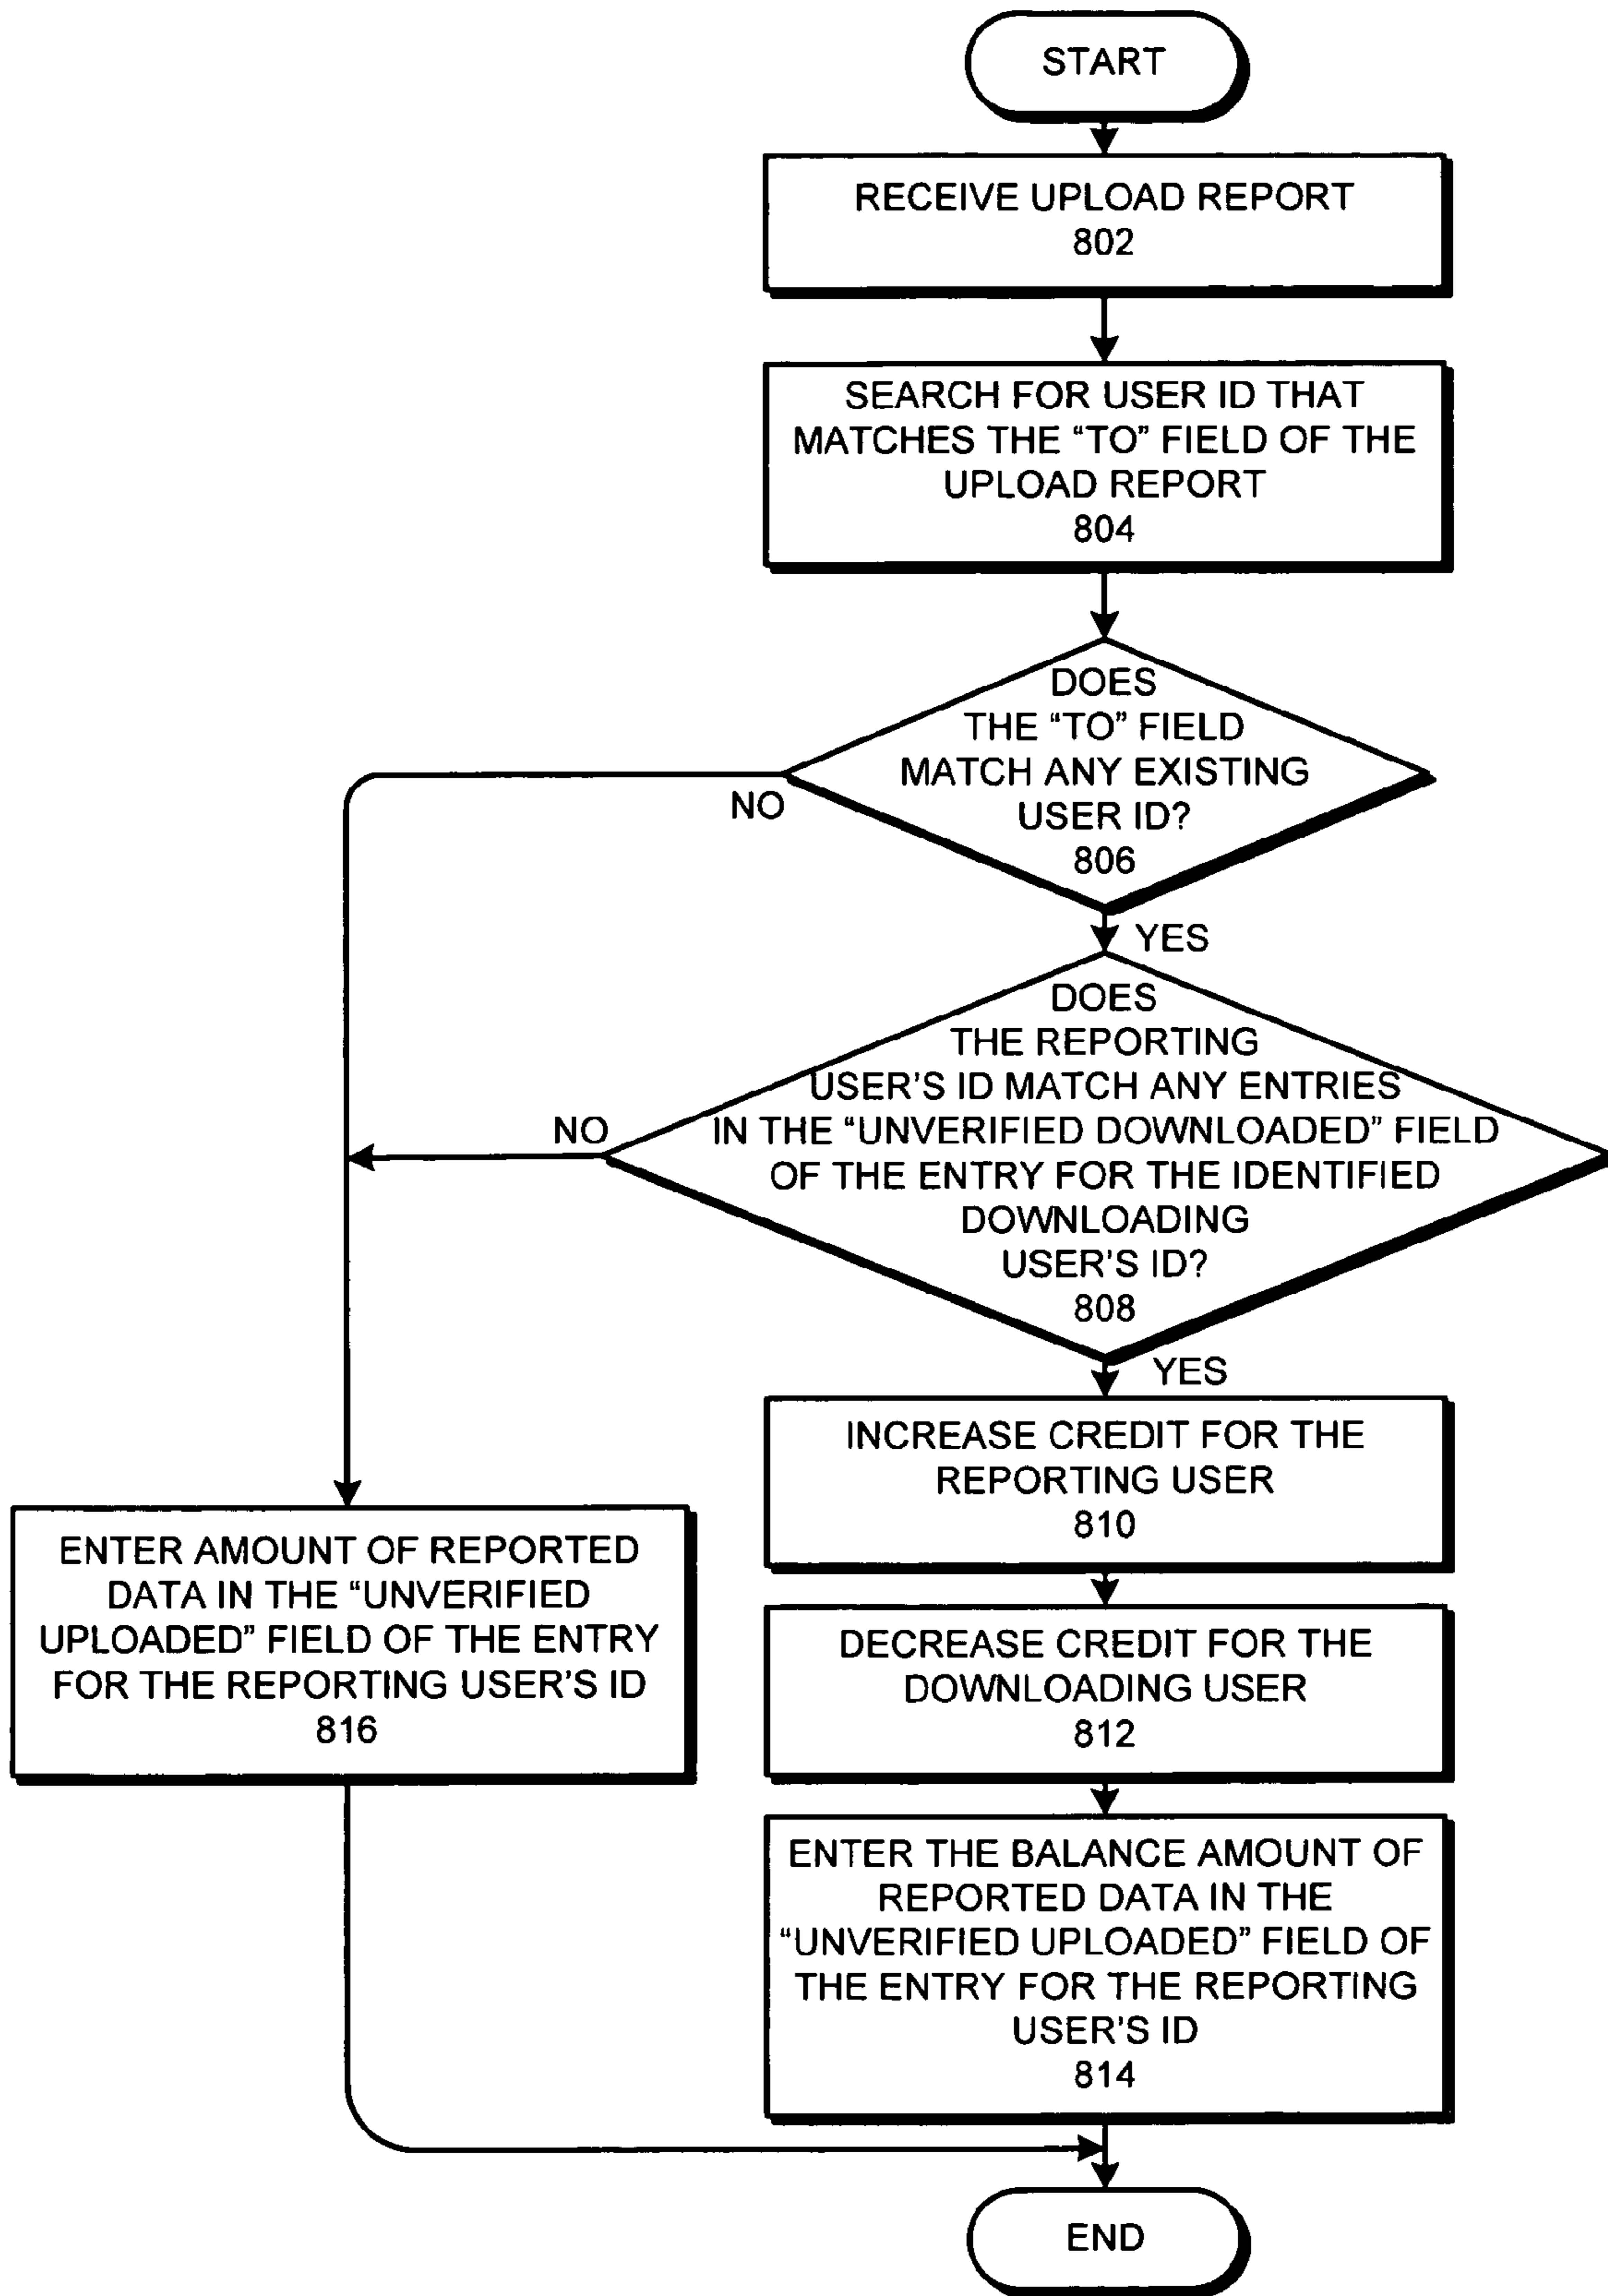 START
RECEIVE UPLOAD REPORT
802
SEARCH FOR USER ID THAT
MATCHES THE “TO” FIELD OF THE
UPLOAD REPORT
804
DOES
THE “TO” FIELD
MATCH ANY EXISTING
USER ID?
806
NO
YES
DOES
THE REPORTING
USER'S ID MATCH ANY ENTRIES
IN THE “UNVERIFIED DOWNLOADED” FIELD
OF THE ENTRY FOR THE IDENTIFIED
DOWNLOADING
USER'S ID?
808
NO
YES
INCREASE CREDIT FOR THE
REPORTING USER
810
ENTER AMOUNT OF REPORTED
DATA IN THE “UNVERIFIED
UPLOADED” FIELD OF THE ENTRY
FOR THE REPORTING USER'S ID
816
DECREASE CREDIT FOR THE
DOWNLOADING USER
812
ENTER THE BALANCE AMOUNT OF
REPORTED DATA IN THE
“UNVERIFIED UPLOADED” FIELD OF
THE ENTRY FOR THE REPORTING
USER'S ID
814
END